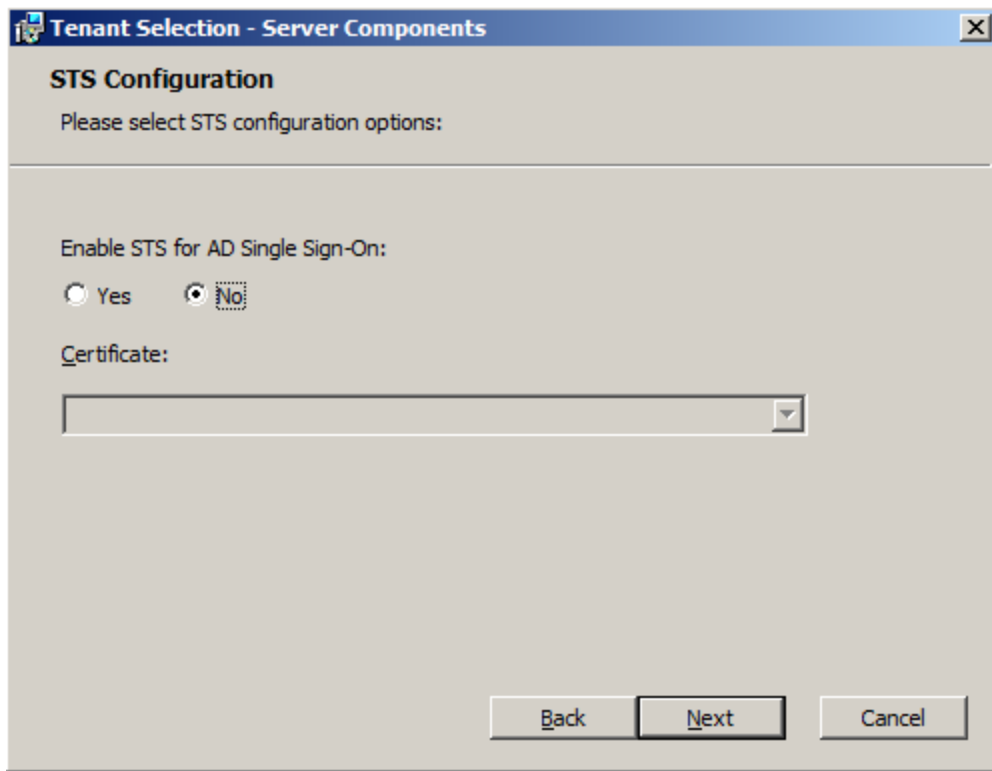 Tenant Selection - Server Components
STS Configuration
Please select STS configuration options:
Enable STS for AD Single Sign-On:
Yes No
Certificate:
Back Next Cancel